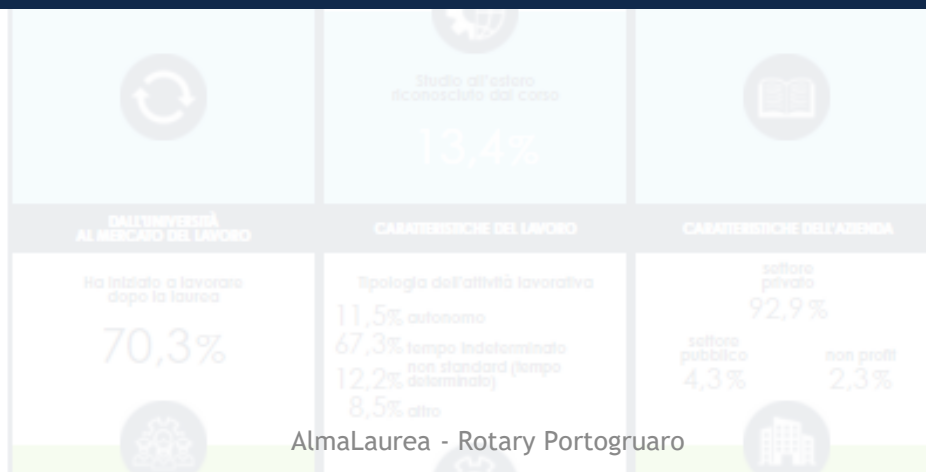 Studio all'estero
riconosciuto dal corso
13,4%
DALL'UNIVERSITÀ
AL MERCATO DEL LAVORO
CARATTERISTICHE DEL LAVORO
CARATTERISTICHE DELL'AZIENDA
Ha iniziato a lavorare
dopo la laurea
70,3%
Tipologia dell'attività lavorativa
11,5% autonomo
67,3% tempo indeterminato
12,2% non standard (tempo
determinato)
8,5% altro
settore
privato
92,9%
settore
pubblico
4,3%
non profit
2,3%
AlmaLaurea - Rotary Portogruaro